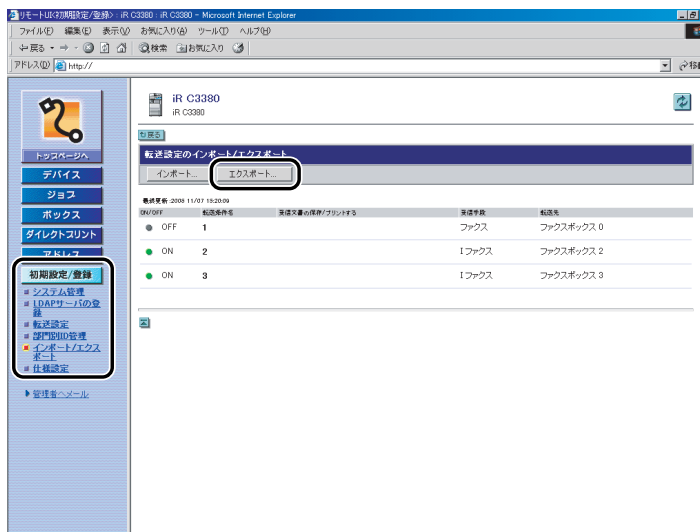 リモートUI<初期設定/登録> : iR C3380 : iR C3380 - Microsoft Internet Explorer
ファイル(F) 編集(E) 表示(V) お気に入り(A) ツール(T) ヘルプ(H)
戻る 検索 お気に入り
アドレス(D) http://
iR C3380
iR C3380
戻る
トップページへ
転送設定のインポート/エクスポート
インポート... エクスポート...
デバイス
ジョブ
ボックス
ダイレクトプリント
アドレス
初期設定/登録
システム管理
LDAPサーバの登
録
転送設定
部門別ID管理
インポート/エクス
ポート
仕様設定
管理者へメール
最終更新 :2008 11/07 13:20:09
ON/OFF 転送条件名 受信文書の保存/プリントする 受信手段 転送先
OFF 1 ファクス ファクスボックス 0
ON 2 Iファクス ファクスボックス 2
ON 3 Iファクス ファクスボックス 3